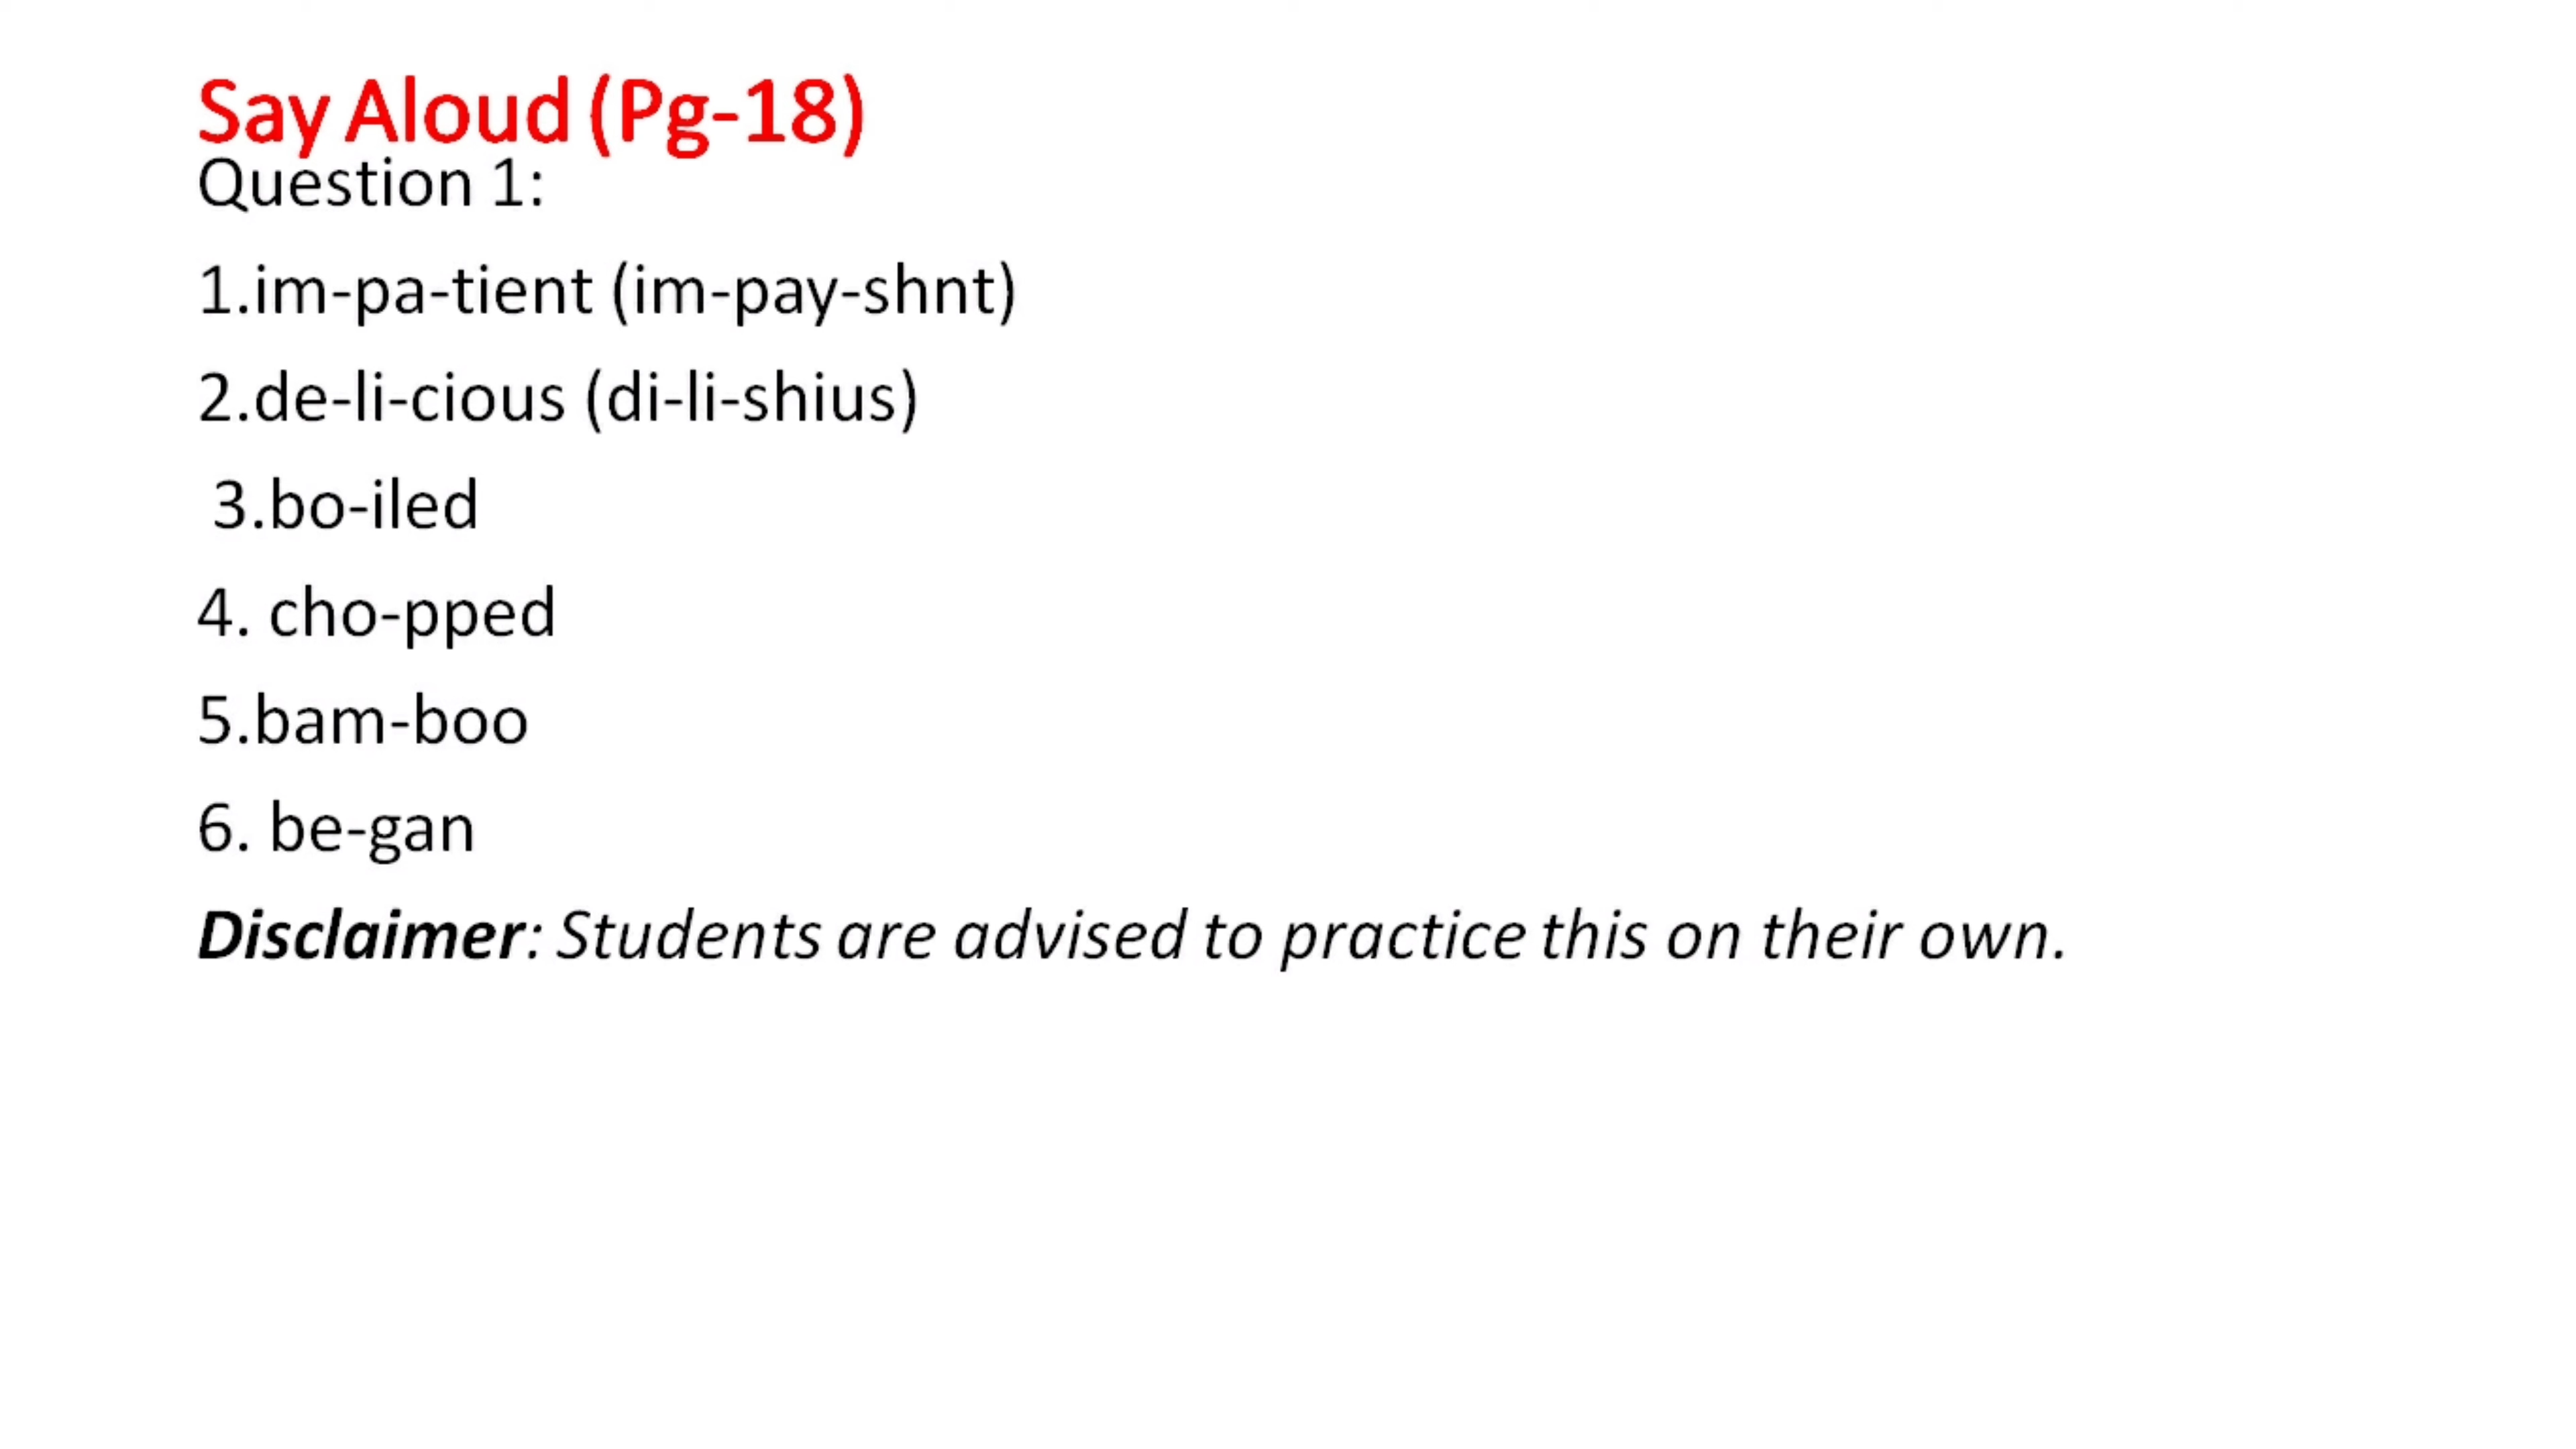 Say Aloud (Pg-18)
Question 1:
1.im-pa-tient (im-pay-shnt)
2.de-li-cious (di-li-shius)
3.bo-iled
4. cho-pped
5.bam-boo
6. be-gan
Disclaimer: Students are advised to practice this on their own.